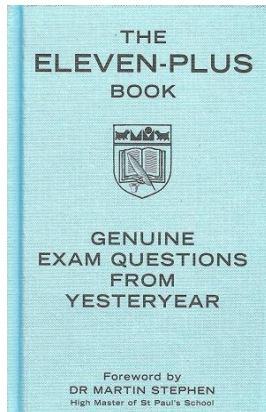 THE
ELEVEN-PLUS
BOOK
GENUINE
EXAM QUESTIONS
FROM
YESTERYEAR
Foreword by
DR MARTIN STEPHEN
High Master of St Paul's School